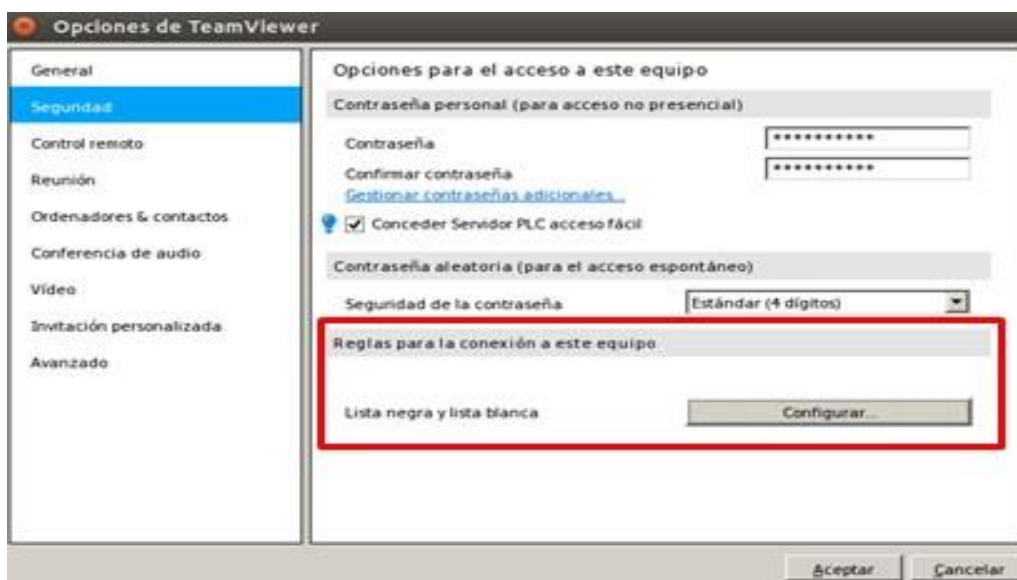 Opciones de TeamViewer
General
Seguridad
Control remoto
Reunión
Ordenadores & contactos
Conferencia de audio
Vídeo
Invitación personalizada
Avanzado
Opciones para el acceso a este equipo
Contraseña personal (para acceso no presencial)
Contraseña **********
Confirmar contraseña **********
Gestionar contraseñas adicionales...
Conceder Servidor PLC acceso fácil
Contraseña aleatoria (para el acceso espontáneo)
Seguridad de la contraseña Estándar (4 dígitos)
Reglas para la conexión a este equipo
Lista negra y lista blanca Configurar...
Aceptar Cancelar